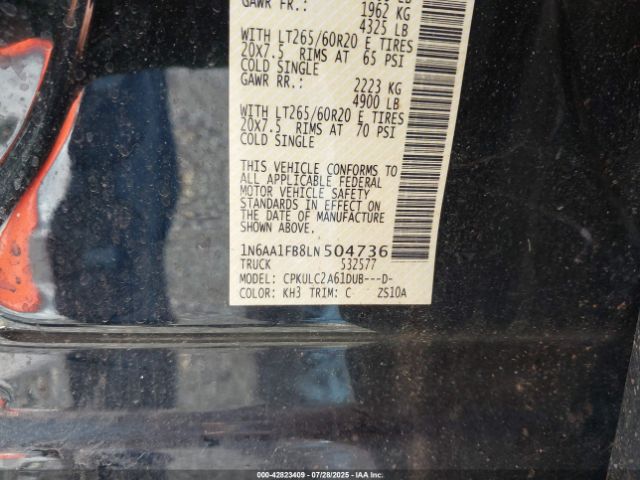 GAWR FR.: 1962 KG
4325 LB
WITH LT265/60R20 E TIRES
20X7.5 RIMS AT 65 PSI
COLD SINGLE
GAWR RR.: 2223 KG
4900 LB
WITH LT265/60R20 E TIRES
20X7.5 RIMS AT 70 PSI
COLD SINGLE
THIS VEHICLE CONFORMS TO
ALL APPLICABLE FEDERAL
MOTOR VEHICLE SAFETY
STANDARDS IN EFFECT ON
THE DATE OF MANUFACTURE
SHOWN ABOVE.
1N6AA1FB8LN504736
TRUCK 532577
MODEL: CPKULC2A61DUB---D-
COLOR: KH3 TRIM: C ZS10A
000-42823409 - 07/28/2025 - IAAI.COM